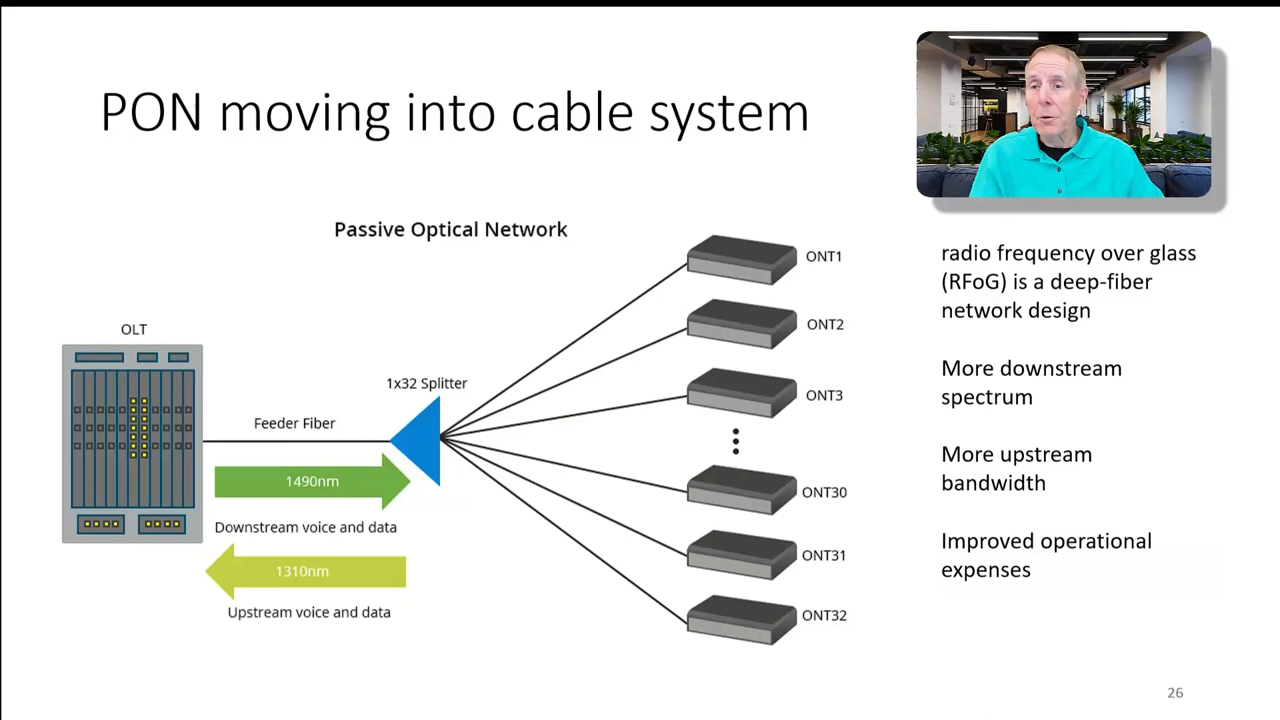 PON moving into cable system
Passive Optical Network
OLT
Feeder Fiber
1490nm
Downstream voice and data
1310nm
Upstream voice and data
1x32 Splitter
ONT1
ONT2
ONT3
ONT30
ONT31
ONT32
radio frequency over glass
(RFoG) is a deep-fiber
network design
More downstream
spectrum
More upstream
bandwidth
Improved operational
expenses
26